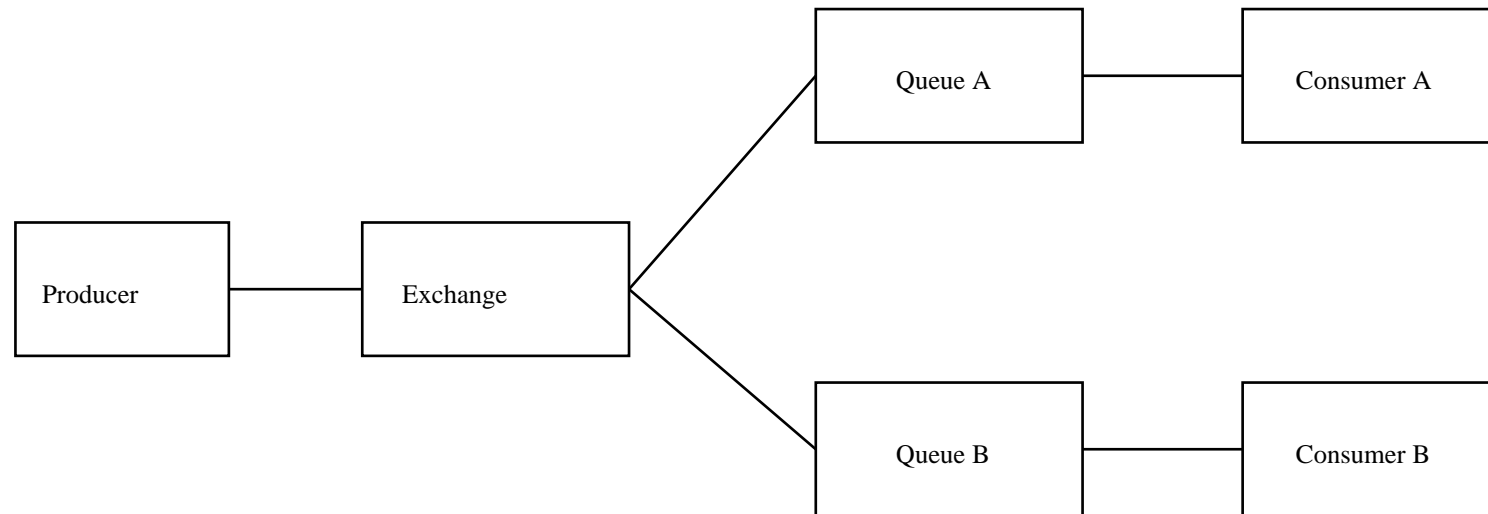 Queue A
Consumer A
Producer
Exchange
Queue B
Consumer B